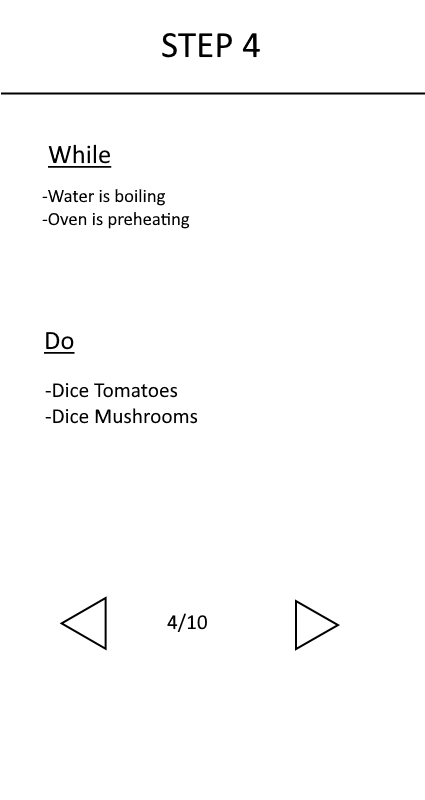 STEP 4
While
-Water is boiling
-Oven is preheating
Do
-Dice Tomatoes
-Dice Mushrooms
4/10